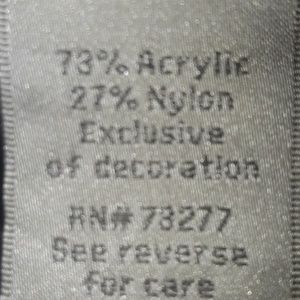 73% Acrylic
27% Nylon
Exclusive
of decoration
RN# 73277
See reverse
for care